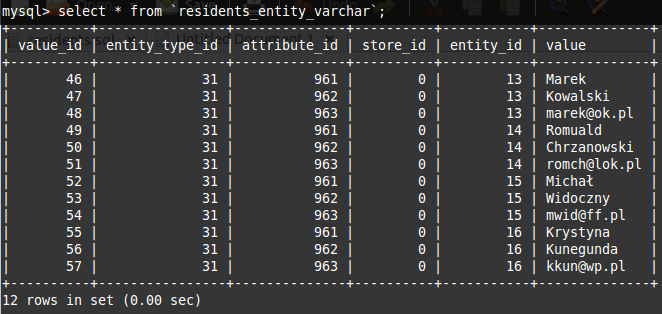 mysql> select * from `residents_entity_varchar`;
+----------+----------------+--------------+----------+-----------+--------------+
| value_id | entity_type_id | attribute_id | store_id | entity_id | value        |
+----------+----------------+--------------+----------+-----------+--------------+
|       46 |             31 |          961 |        0 |        13 | Marek        |
|       47 |             31 |          962 |        0 |        13 | Kowalski     |
|       48 |             31 |          963 |        0 |        13 | marek@ok.pl  |
|       49 |             31 |          961 |        0 |        14 | Romuald      |
|       50 |             31 |          962 |        0 |        14 | Chrzanowski  |
|       51 |             31 |          963 |        0 |        14 | romch@lok.pl |
|       52 |             31 |          961 |        0 |        15 | Michał       |
|       53 |             31 |          962 |        0 |        15 | Widoczny     |
|       54 |             31 |          963 |        0 |        15 | mwid@ff.pl   |
|       55 |             31 |          961 |        0 |        16 | Krystyna     |
|       56 |             31 |          962 |        0 |        16 | Kunegunda    |
|       57 |             31 |          963 |        0 |        16 | kkun@wp.pl   |
+----------+----------------+--------------+----------+-----------+--------------+
12 rows in set (0.00 sec)